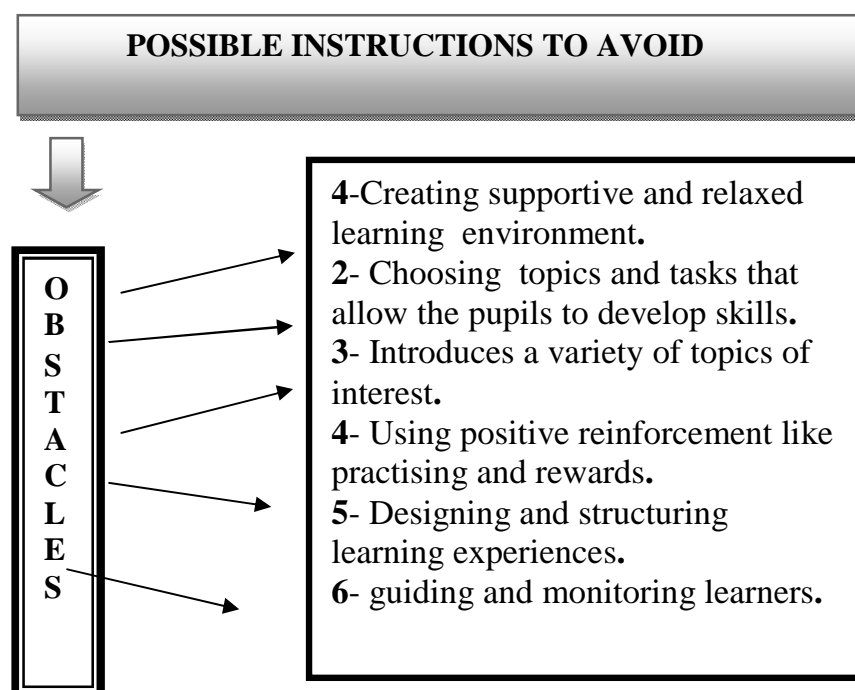 POSSIBLE INSTRUCTIONS TO AVOID
O
B
S
T
A
C
L
E
S
4-Creating supportive and relaxed
learning environment.
2- Choosing topics and tasks that
allow the pupils to develop skills.
3- Introduces a variety of topics of
interest.
4- Using positive reinforcement like
practising and rewards.
5- Designing and structuring
learning experiences.
6- guiding and monitoring learners.